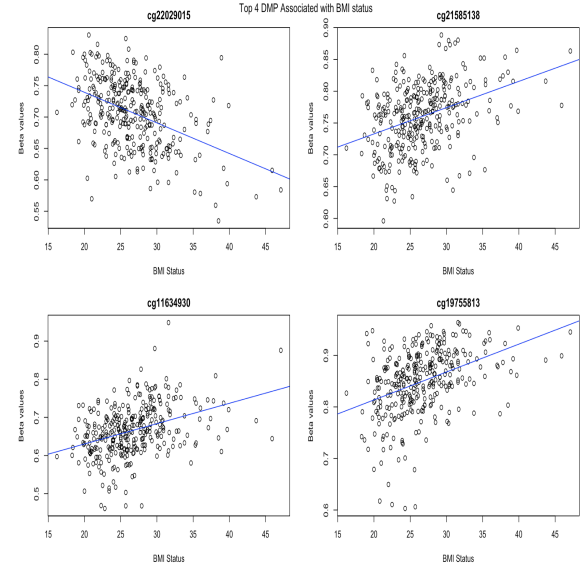 Top 4 DMP Associated with BMI status
cg22029015
Beta values
0.80
0.75
0.70
0.65
0.60
0.55
15 20 25 30 35 40 45
BMI Status
cg21585138
Beta values
0.90
0.85
0.80
0.75
0.70
0.65
0.60
15 20 25 30 35 40 45
BMI Status
cg11634930
Beta values
0.9
0.8
0.7
0.6
0.5
15 20 25 30 35 40 45
BMI Status
cg19755813
Beta values
0.9
0.8
0.7
0.6
15 20 25 30 35 40 45
BMI Status